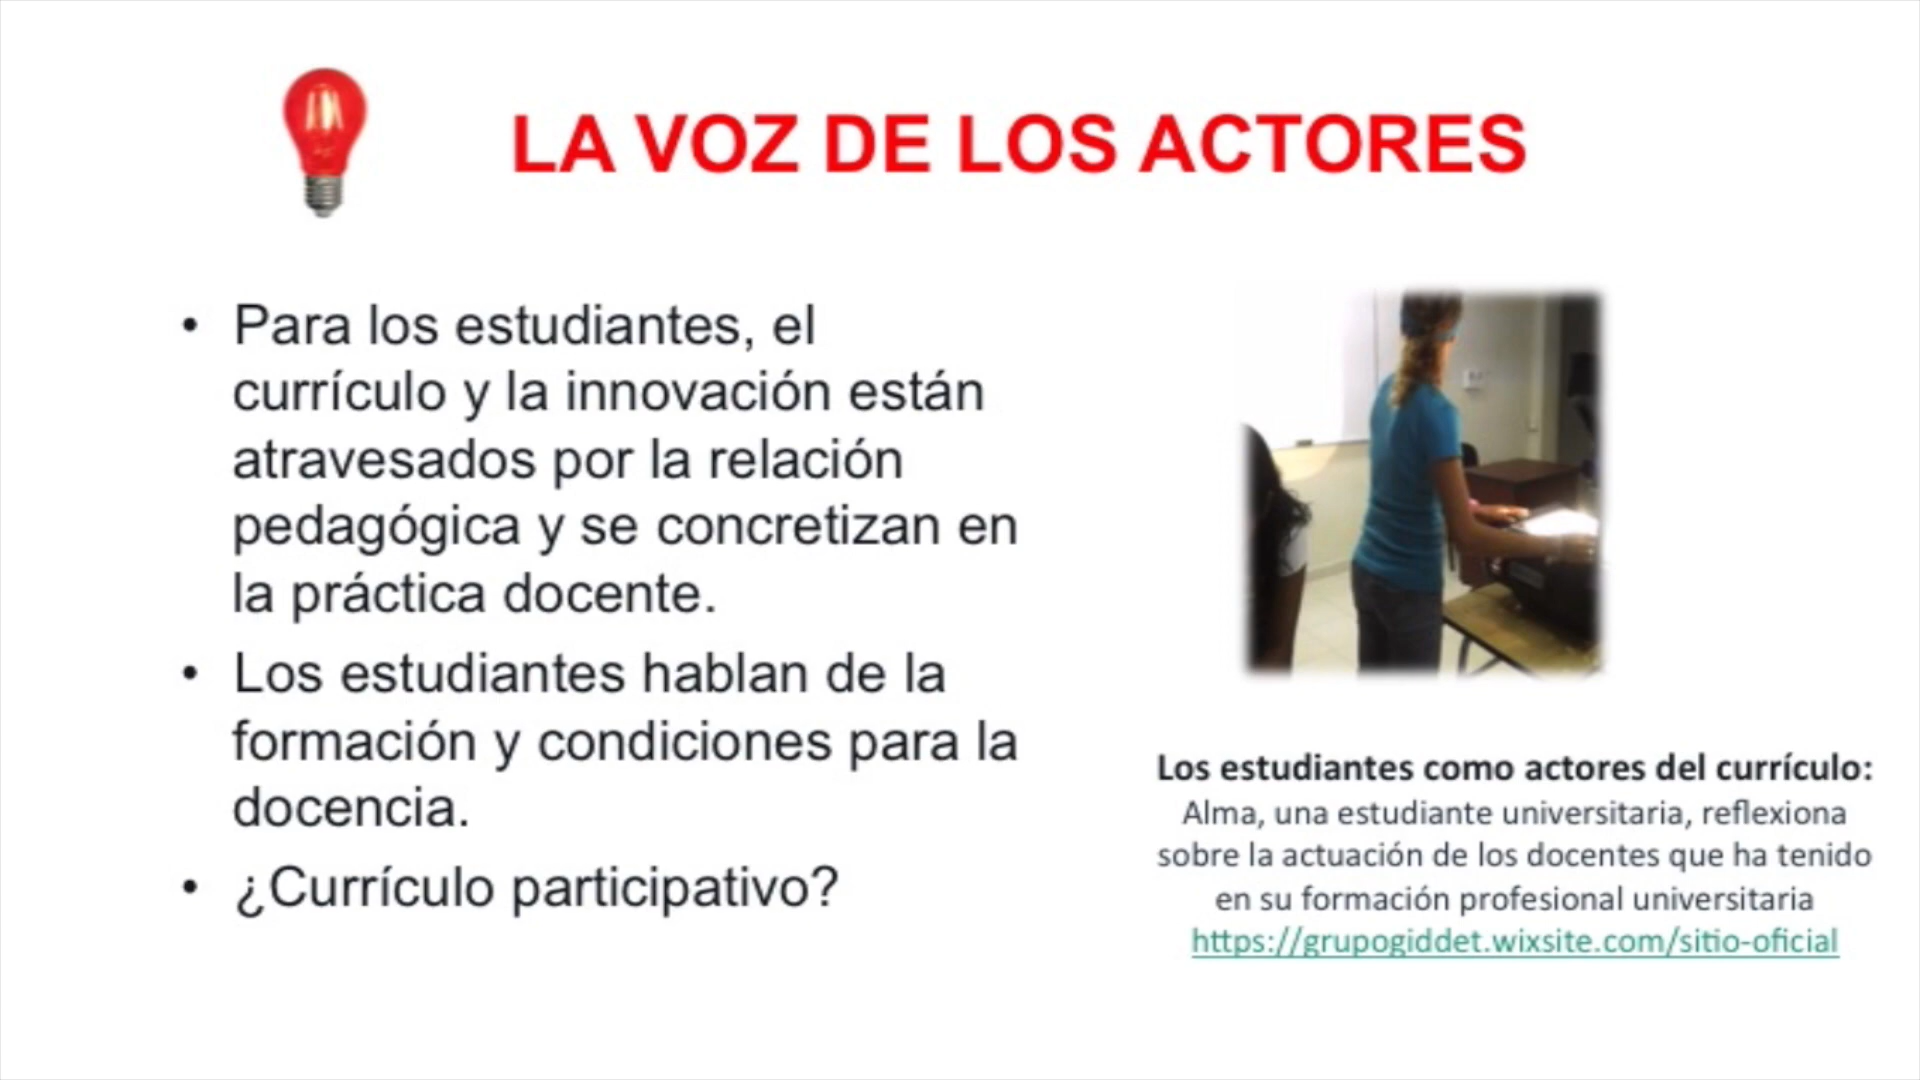 LA VOZ DE LOS ACTORES
• Para los estudiantes, el
currículo y la innovación están
atravesados por la relación
pedagógica y se concretizan en
la práctica docente.
• Los estudiantes hablan de la
formación y condiciones para la
docencia.
• ¿Currículo participativo?
Los estudiantes como actores del currículo:
Alma, una estudiante universitaria, reflexiona
sobre la actuación de los docentes que ha tenido
en su formación profesional universitaria
https://grupogiddet.wixsite.com/sitio-oficial